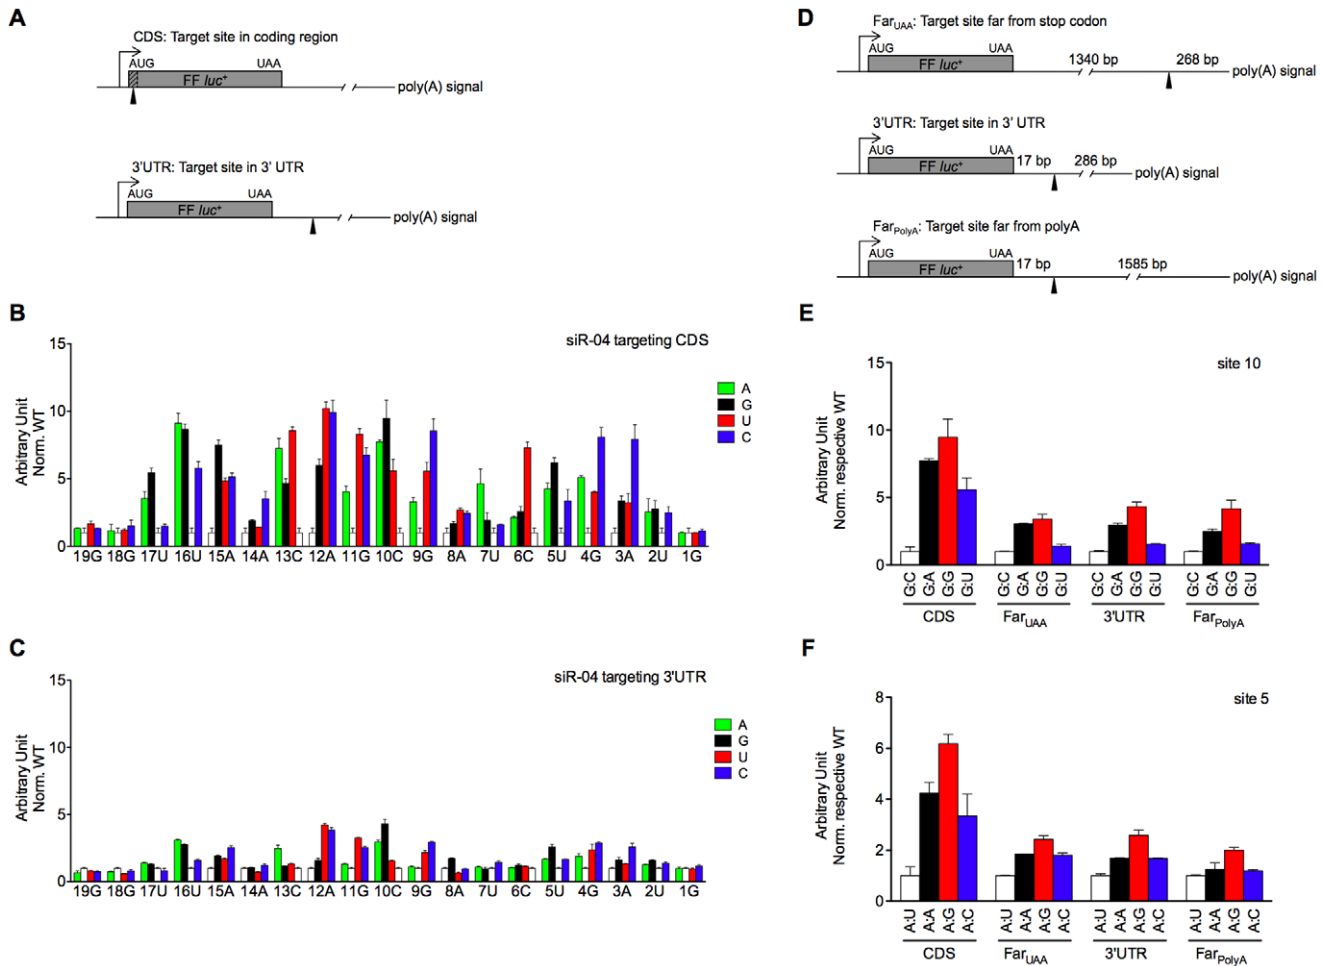 A
CDS: Target site in coding region
AUG
UAA
FF luc⁺
poly(A) signal
3'UTR: Target site in 3' UTR
AUG
UAA
FF luc⁺
poly(A) signal
D
FarUAA: Target site far from stop codon
AUG
UAA
FF luc⁺
1340 bp
268 bp
poly(A) signal
3'UTR: Target site in 3' UTR
AUG
UAA
FF luc⁺
17 bp
286 bp
poly(A) signal
FarPolyA: Target site far from polyA
AUG
UAA
FF luc⁺
17 bp
1585 bp
poly(A) signal
B
siR-04 targeting CDS
Arbitrary Unit
Norm. WT
15
10
5
0
19G 18G 17U 16U 15A 14A 13C 12A 11G 10C 9G 8A 7U 6C 5U 4G 3A 2U 1G
A
G
U
C
C
siR-04 targeting 3'UTR
Arbitrary Unit
Norm. WT
15
10
5
0
19G 18G 17U 16U 15A 14A 13C 12A 11G 10C 9G 8A 7U 6C 5U 4G 3A 2U 1G
A
G
U
C
E
site 10
Arbitrary Unit
Norm. respective WT
15
10
5
0
G:C G:A G:G G:U G:C G:A G:G G:U G:C G:A G:G G:U G:C G:A G:G G:U
CDS FarUAA 3'UTR FarPolyA
F
site 5
Arbitrary Unit
Norm. respective WT
8
6
4
2
0
A:U A:A A:G A:C A:U A:A A:G A:C A:U A:A A:G A:C A:U A:A A:G A:C
CDS FarUAA 3'UTR FarPolyA